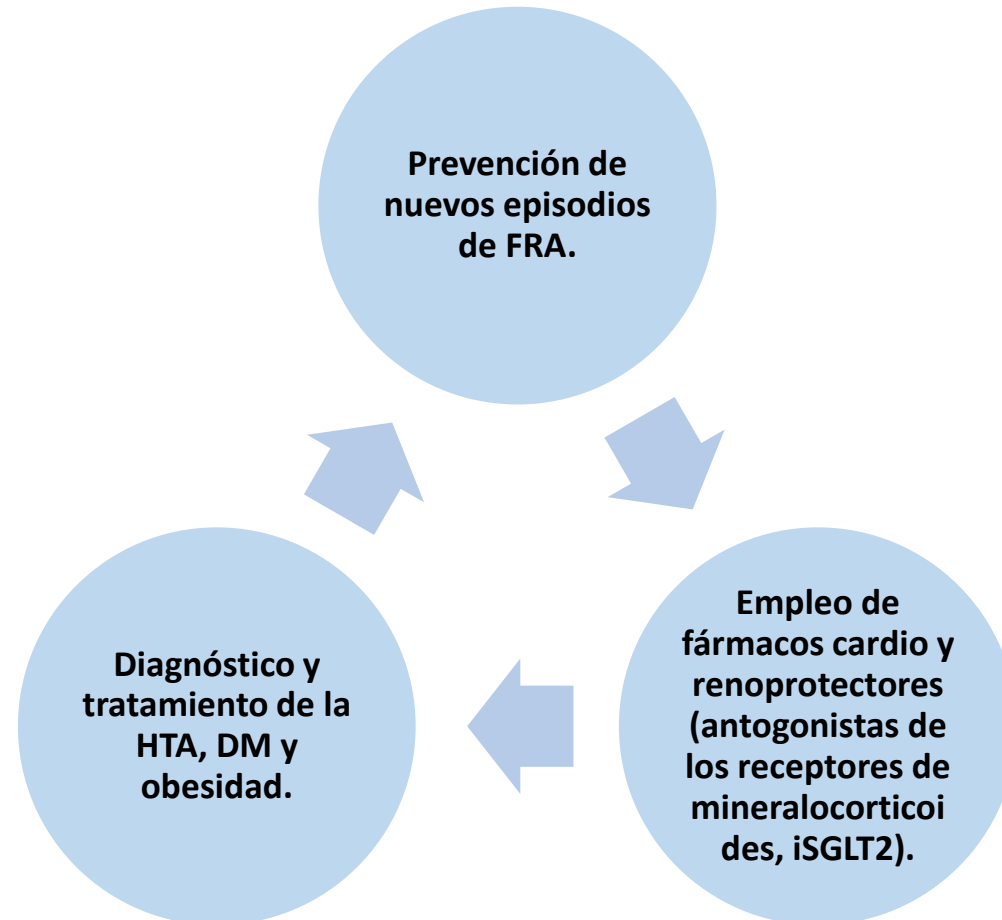 Prevención de
nuevos episodios
de FRA.
Empleo de
fármacos cardio y
renoprotectores
(antogonistas de
los receptores de
mineralocorticoi
des, iSGLT2).
Diagnóstico y
tratamiento de la
HTA, DM y
obesidad.